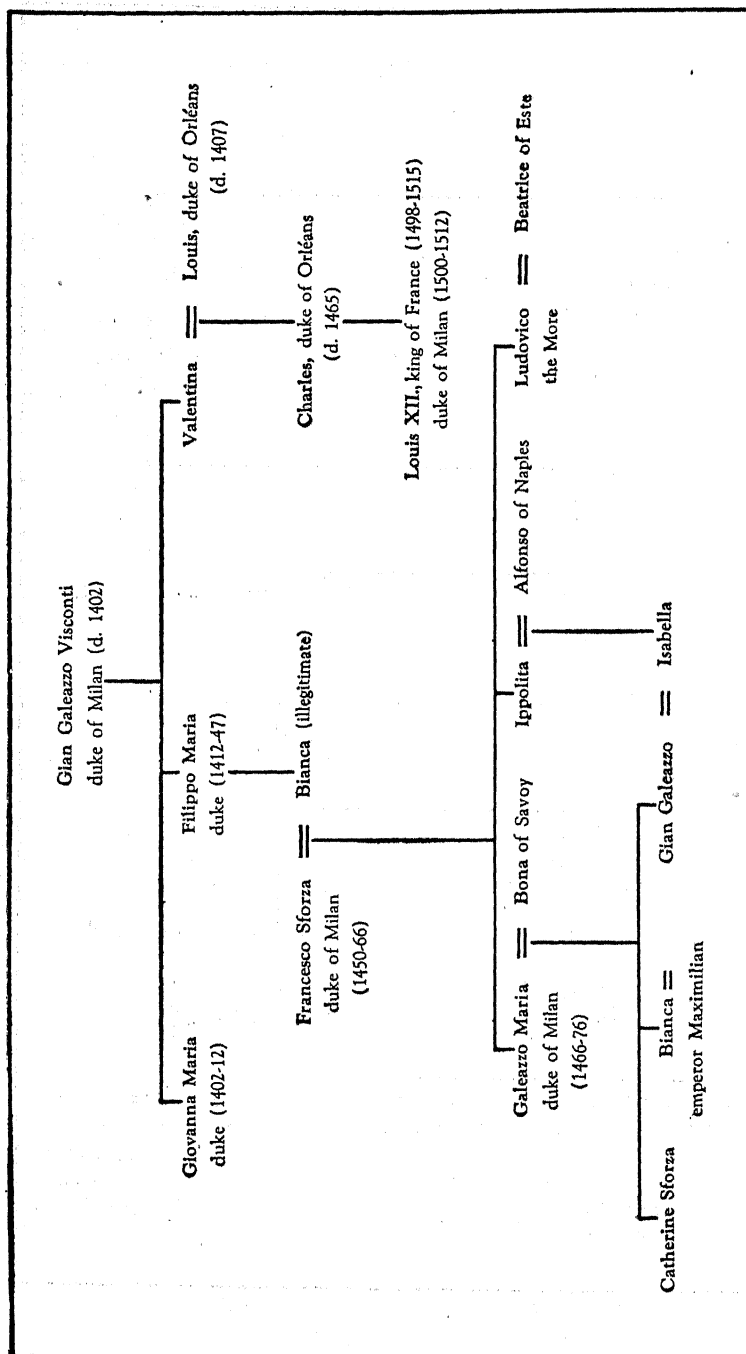 Gian Galeazzo Visconti
duke of Milan (d. 1402)
Giovanna Maria
duke (1402-12)
Filippo Maria
duke (1412-47)
Valentina = Louis, duke of Orléans
(d. 1407)
Francesco Sforza = Bianca (illegitimate)
duke of Milan
(1450-66)
Charles, duke of Orléans
(d. 1465)
Louis XII., king of France (1498-1515)
duke of Milan (1500-1512)
Galeazzo Maria = Bona of Savoy
duke of Milan
(1466-76)
Ippolita = Alfonso of Naples
Ludovico = Beatrice of Este
the More
Catherine Sforza
Bianca =
emperor Maximilian
Gian Galeazzo = Isabella